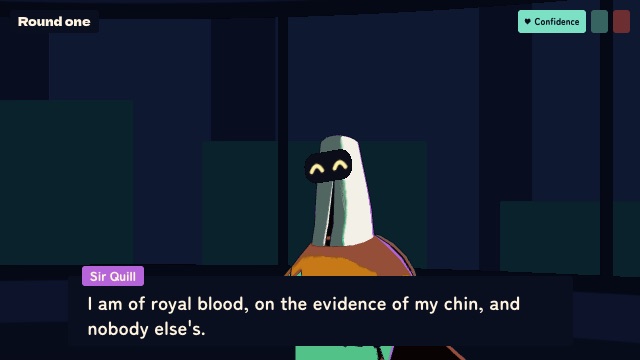 Round one
♥ Confidence
Sir Quill
I am of royal blood, on the evidence of my chin, and
nobody else's.